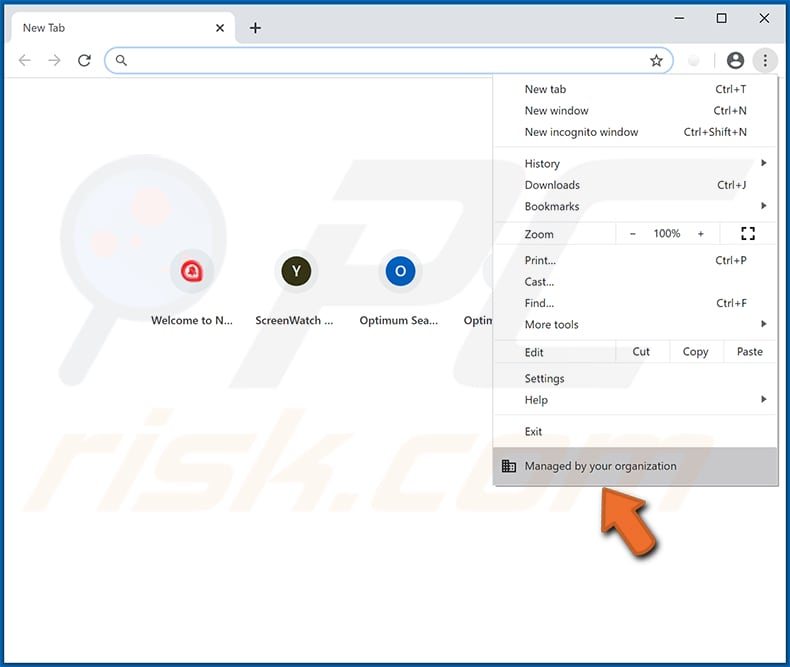 New Tab
New tab Ctrl+T
New window Ctrl+N
New incognito window Ctrl+Shift+N
History
Downloads Ctrl+J
Bookmarks
Zoom - 100% +
Print... Ctrl+P
Cast...
Find... Ctrl+F
More tools
Edit Cut Copy Paste
Settings
Help
Exit
Managed by your organization
Y O
Welcome to N... ScreenWatch ... Optimum Sea... Optim
PC
risk.com